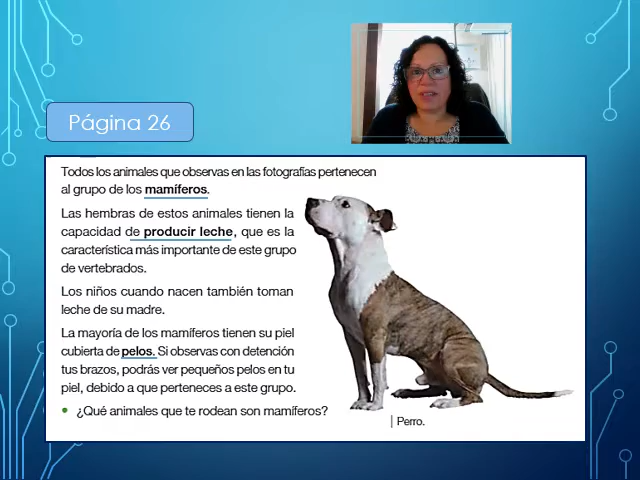 Página 26
Todos los animales que observas en las fotografías pertenecen
al grupo de los mamíferos.
Las hembras de estos animales tienen la
capacidad de producir leche, que es la
característica más importante de este grupo
de vertebrados.
Los niños cuando nacen también toman
leche de su madre.
La mayoría de los mamíferos tienen su piel
cubierta de pelos. Si observas con detención
tus brazos, podrás ver pequeños pelos en tu
piel, debido a que perteneces a este grupo.
• ¿Qué animales que te rodean son mamíferos?
Perro.